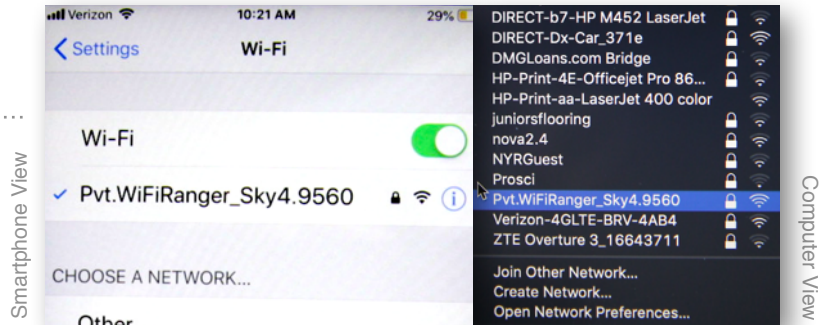 Verizon 10:21 AM 29%
Settings Wi-Fi
Wi-Fi
Pvt.WiFiRanger_Sky4.9560
CHOOSE A NETWORK...
Other
DIRECT-b7-HP M452 LaserJet
DIRECT-Dx-Car_371e
DMGLoans.com Bridge
HP-Print-4E-Officejet Pro 86...
HP-Print-aa-LaserJet 400 color
juniorsflooring
nova2.4
NYRGuest
Prosci
Pvt.WiFiRanger_Sky4.9560
Verizon-4GLTE-BRV-4AB4
ZTE Overture 3_16643711
Join Other Network...
Create Network...
Open Network Preferences...
Smartphone View
Computer View